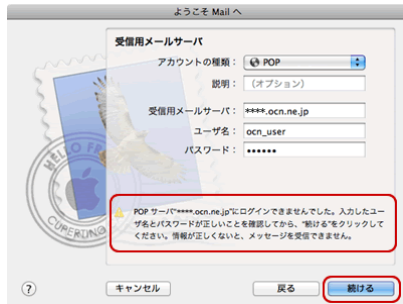 ようこそ Mail へ
受信用メールサーバ
アカウントの種類： POP
説明： （オプション）
受信用メールサーバ： ****.ocn.ne.jp
ユーザ名： ocn_user
パスワード： ••••••
POP サーバ"****.ocn.ne.jp"にログインできませんでした。入力したユー
ザ名とパスワードが正しいことを確認してから、"続ける"をクリックして
ください。情報が正しくないと、メッセージを受信できません。
HELLO FR
CUPERTINO
? キャンセル 戻る 続ける